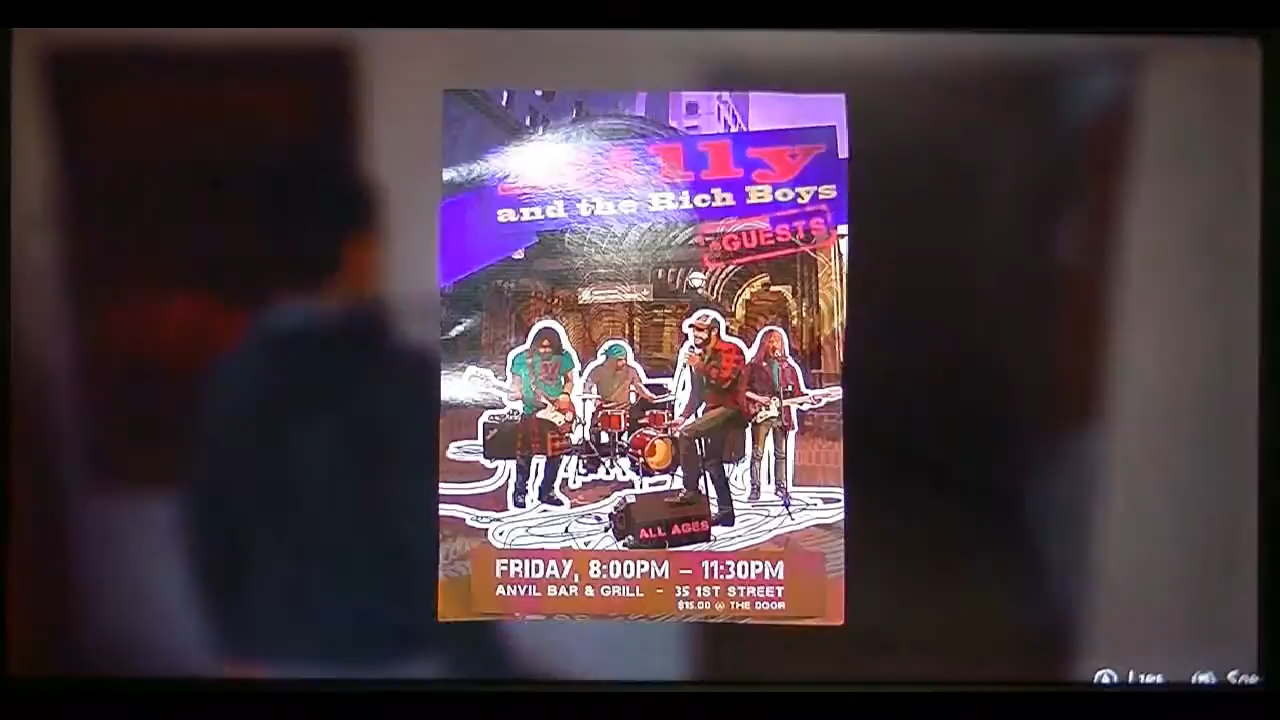 and the Rich Boys
GUESTS
ALL AGES
FRIDAY, 8:00PM – 11:30PM
ANVIL BAR & GRILL – 35 1ST STREET
$15.00 @ THE DOOR